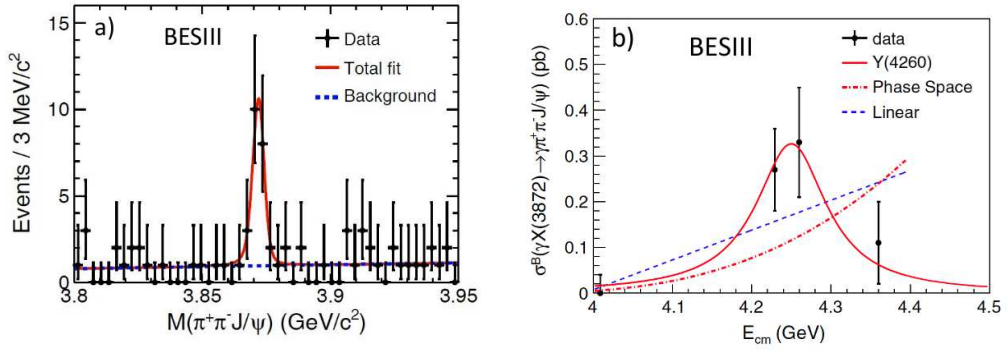 a)
BESIII
Data
Total fit
Background
Events / 3 MeV/c²
15
10
5
0
3.8
3.85
3.9
3.95
M(π⁺π⁻J/ψ) (GeV/c²)
b)
BESIII
data
Y(4260)
Phase Space
Linear
σᴮ(γX(3872)→γπ⁺π⁻J/ψ) (pb)
0.6
0.5
0.4
0.3
0.2
0.1
0
4
4.1
4.2
4.3
4.4
4.5
E_cm (GeV)